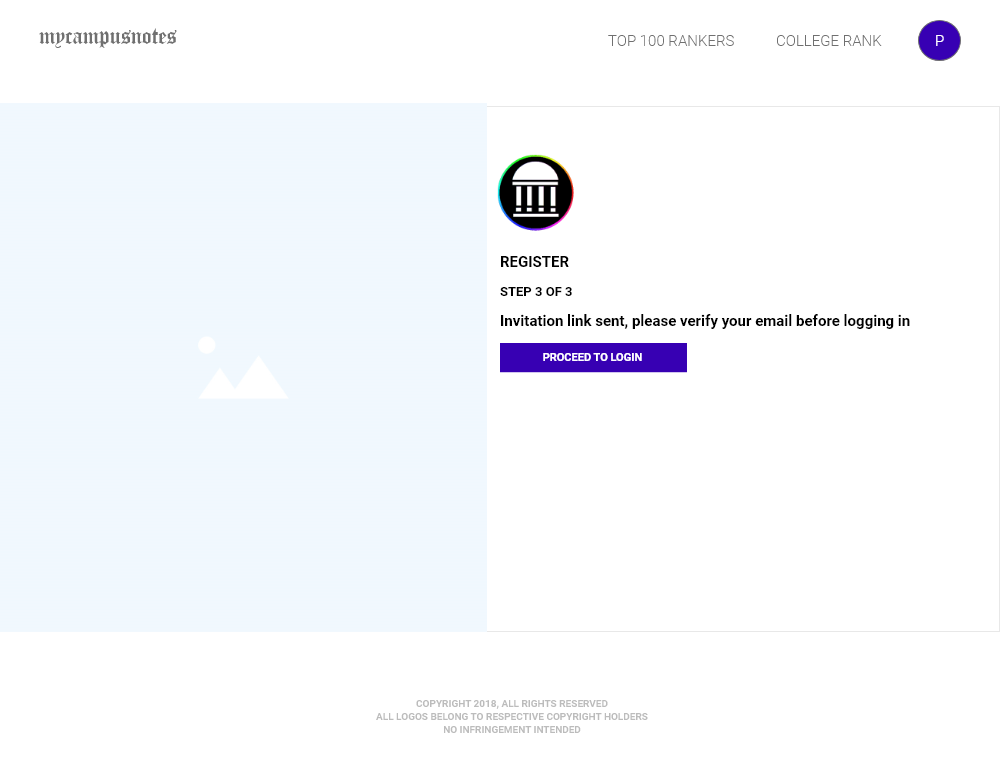 mycampusnotes
TOP 100 RANKERS
COLLEGE RANK
P
REGISTER
STEP 3 OF 3
Invitation link sent, please verify your email before logging in
PROCEED TO LOGIN
COPYRIGHT 2018, ALL RIGHTS RESERVED
ALL LOGOS BELONG TO RESPECTIVE COPYRIGHT HOLDERS
NO INFRINGEMENT INTENDED